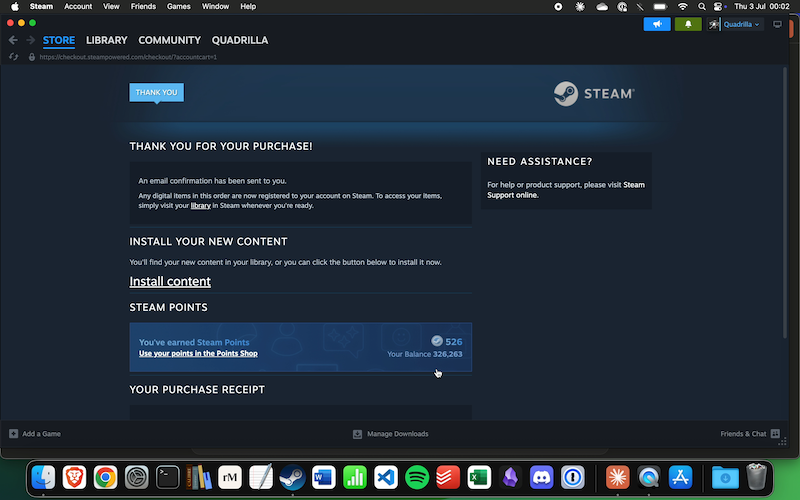 Steam Account View Friends Games Window Help Thu 3 Jul 00:02
Quadrilla
STORE LIBRARY COMMUNITY QUADRILLA
https://checkout.steampowered.com/checkout/?accountcart=1
THANK YOU
STEAM®
THANK YOU FOR YOUR PURCHASE!
An email confirmation has been sent to you.
Any digital items in this order are now registered to your account on Steam. To access your items,
simply visit your library in Steam whenever you're ready.
NEED ASSISTANCE?
For help or product support, please visit Steam
Support online.
INSTALL YOUR NEW CONTENT
You'll find your new content in your library, or you can click the button below to install it now.
Install content
STEAM POINTS
You've earned Steam Points 526
Use your points in the Points Shop Your Balance 326,263
YOUR PURCHASE RECEIPT
Add a Game Manage Downloads Friends & Chat
CALIBRE rM W X 1